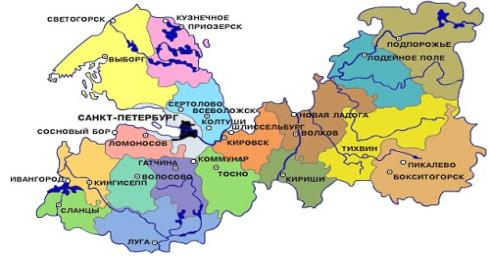 СВЕТОГОРСК
КУЗНЕЧНОЕ
ПРИОЗЕРСК
ВЫБОРГ
ПОДПОРОЖЬЕ
ЛОДЕЙНОЕ ПОЛЕ
СЕРТОЛОВО
ВСЕВОЛОЖСК
САНКТ-ПЕТЕРБУРГ
КОЛТУШИ
НОВАЯ ЛАДОГА
СОСНОВЫЙ БОР
ШЛИССЕЛЬБУРГ
ВОЛХОВ
ЛОМОНОСОВ
КИРОВСК
ТИХВИН
ГАТЧИНА
КОММУНАР
ПИКАЛЕВО
ИВАНГОРОД
КИНГИСЕПП
ВОЛОСОВО
ТОСНО
КИРИШИ
БОКСИТОГОРСК
СЛАНЦЫ
ЛУГА